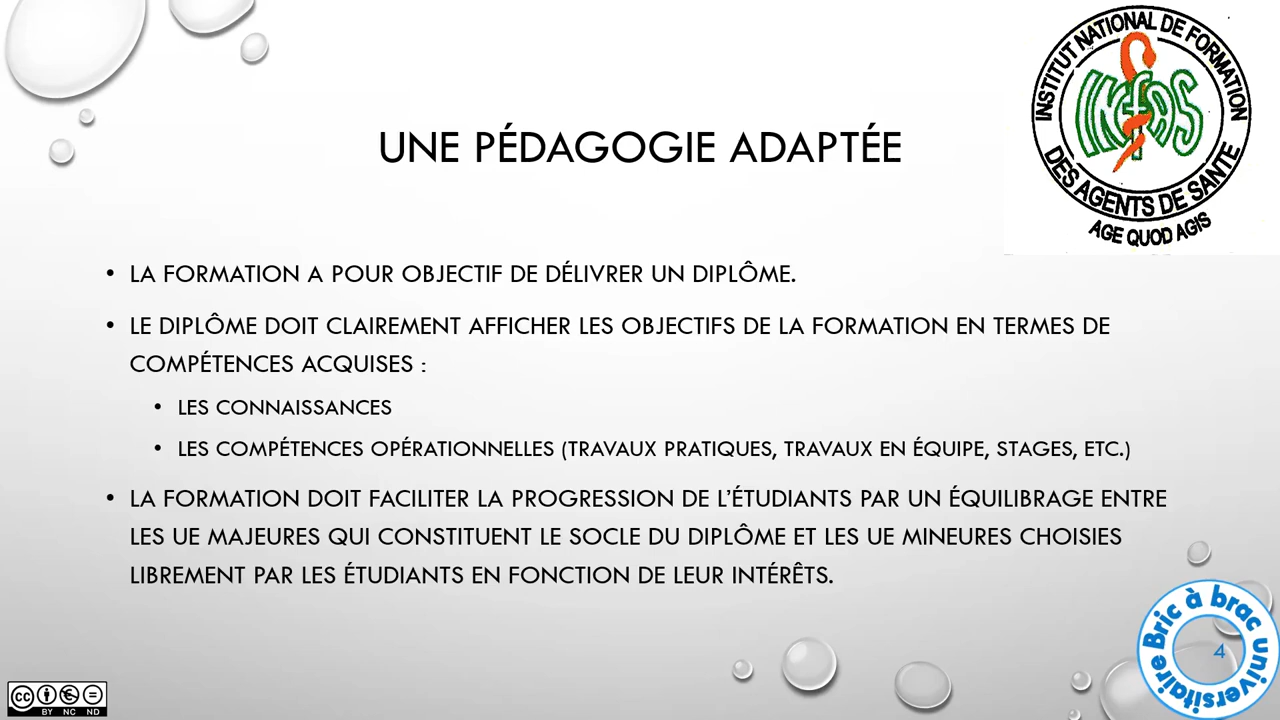 INSTITUT NATIONAL DE FORMATION
INFAS
DES AGENTS DE SANTE
AGE QUOD AGIS
UNE PÉDAGOGIE ADAPTÉE
• LA FORMATION A POUR OBJECTIF DE DÉLIVRER UN DIPLÔME.
• LE DIPLÔME DOIT CLAIREMENT AFFICHER LES OBJECTIFS DE LA FORMATION EN TERMES DE
COMPÉTENCES ACQUISES :
• LES CONNAISSANCES
• LES COMPÉTENCES OPÉRATIONNELLES (TRAVAUX PRATIQUES, TRAVAUX EN ÉQUIPE, STAGES, ETC.)
• LA FORMATION DOIT FACILITER LA PROGRESSION DE L’ÉTUDIANTS PAR UN ÉQUILIBRAGE ENTRE
LES UE MAJEURES QUI CONSTITUENT LE SOCLE DU DIPLÔME ET LES UE MINEURES CHOISIES
LIBREMENT PAR LES ÉTUDIANTS EN FONCTION DE LEUR INTÉRÊTS.
Bric à brac universitaire
4
cc
BY NC ND